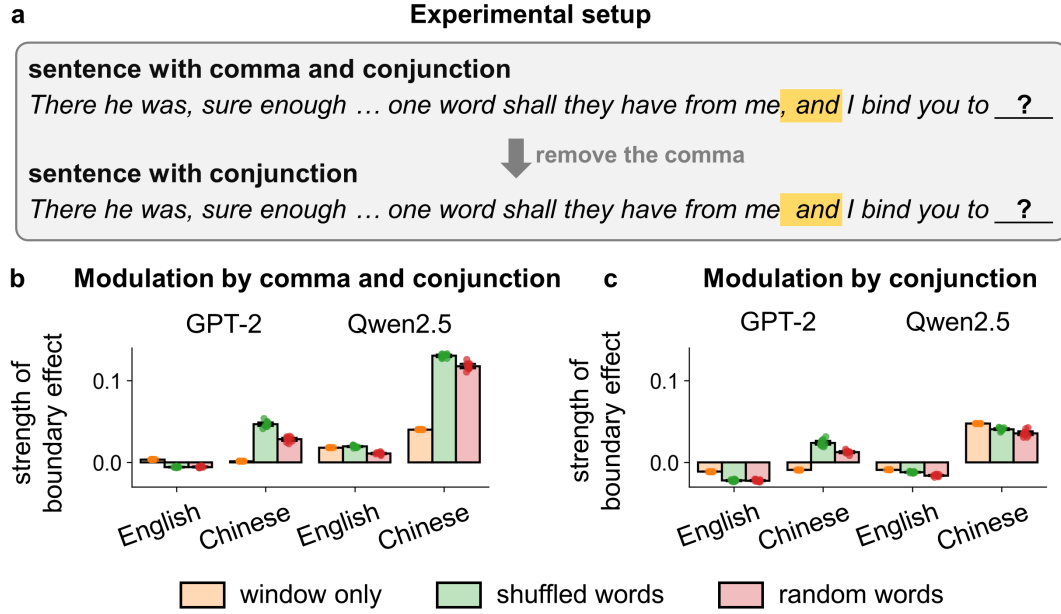 a
Experimental setup
sentence with comma and conjunction
There he was, sure enough … one word shall they have from me, and I bind you to ?
remove the comma
sentence with conjunction
There he was, sure enough … one word shall they have from me and I bind you to ?
b Modulation by comma and conjunction
GPT-2 Qwen2.5
strength of
boundary effect
0.1
0.0
English Chinese English Chinese
c Modulation by conjunction
GPT-2 Qwen2.5
strength of
boundary effect
0.1
0.0
English Chinese English Chinese
window only shuffled words random words